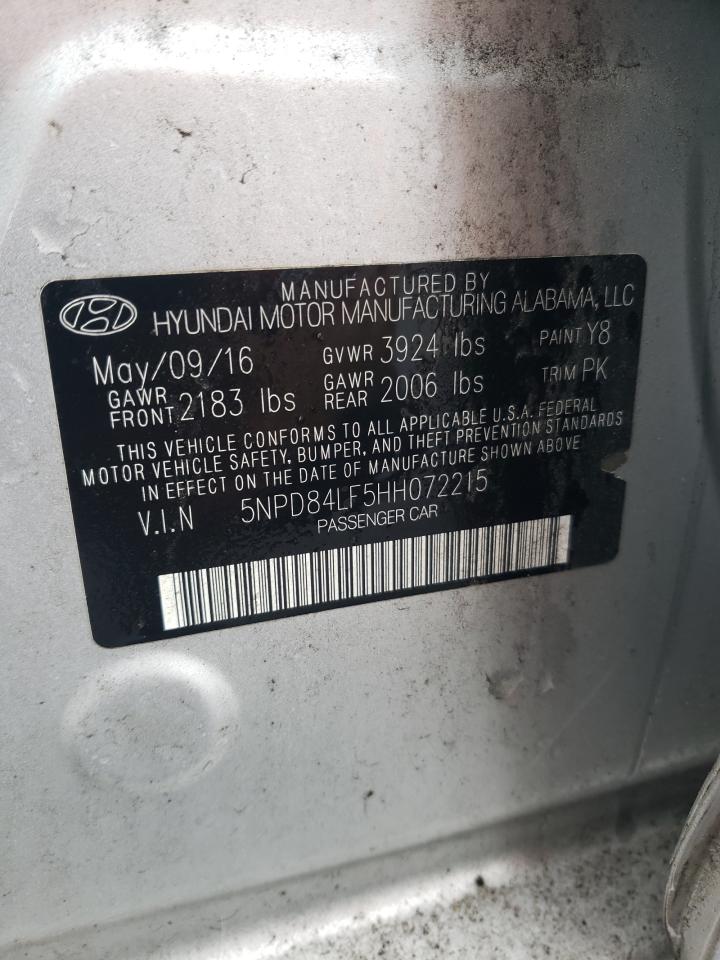 MANUFACTURED BY
HYUNDAI MOTOR MANUFACTURING ALABAMA, LLC
May/09/16 GVWR 3924 lbs PAINT Y8
GAWR FRONT 2183 lbs GAWR REAR 2006 lbs TRIM PK
THIS VEHICLE CONFORMS TO ALL APPLICABLE U.S.A. FEDERAL
MOTOR VEHICLE SAFETY, BUMPER, AND THEFT PREVENTION STANDARDS
IN EFFECT ON THE DATE OF MANUFACTURE SHOWN ABOVE
V.I.N 5NPD84LF5HH072215
PASSENGER CAR